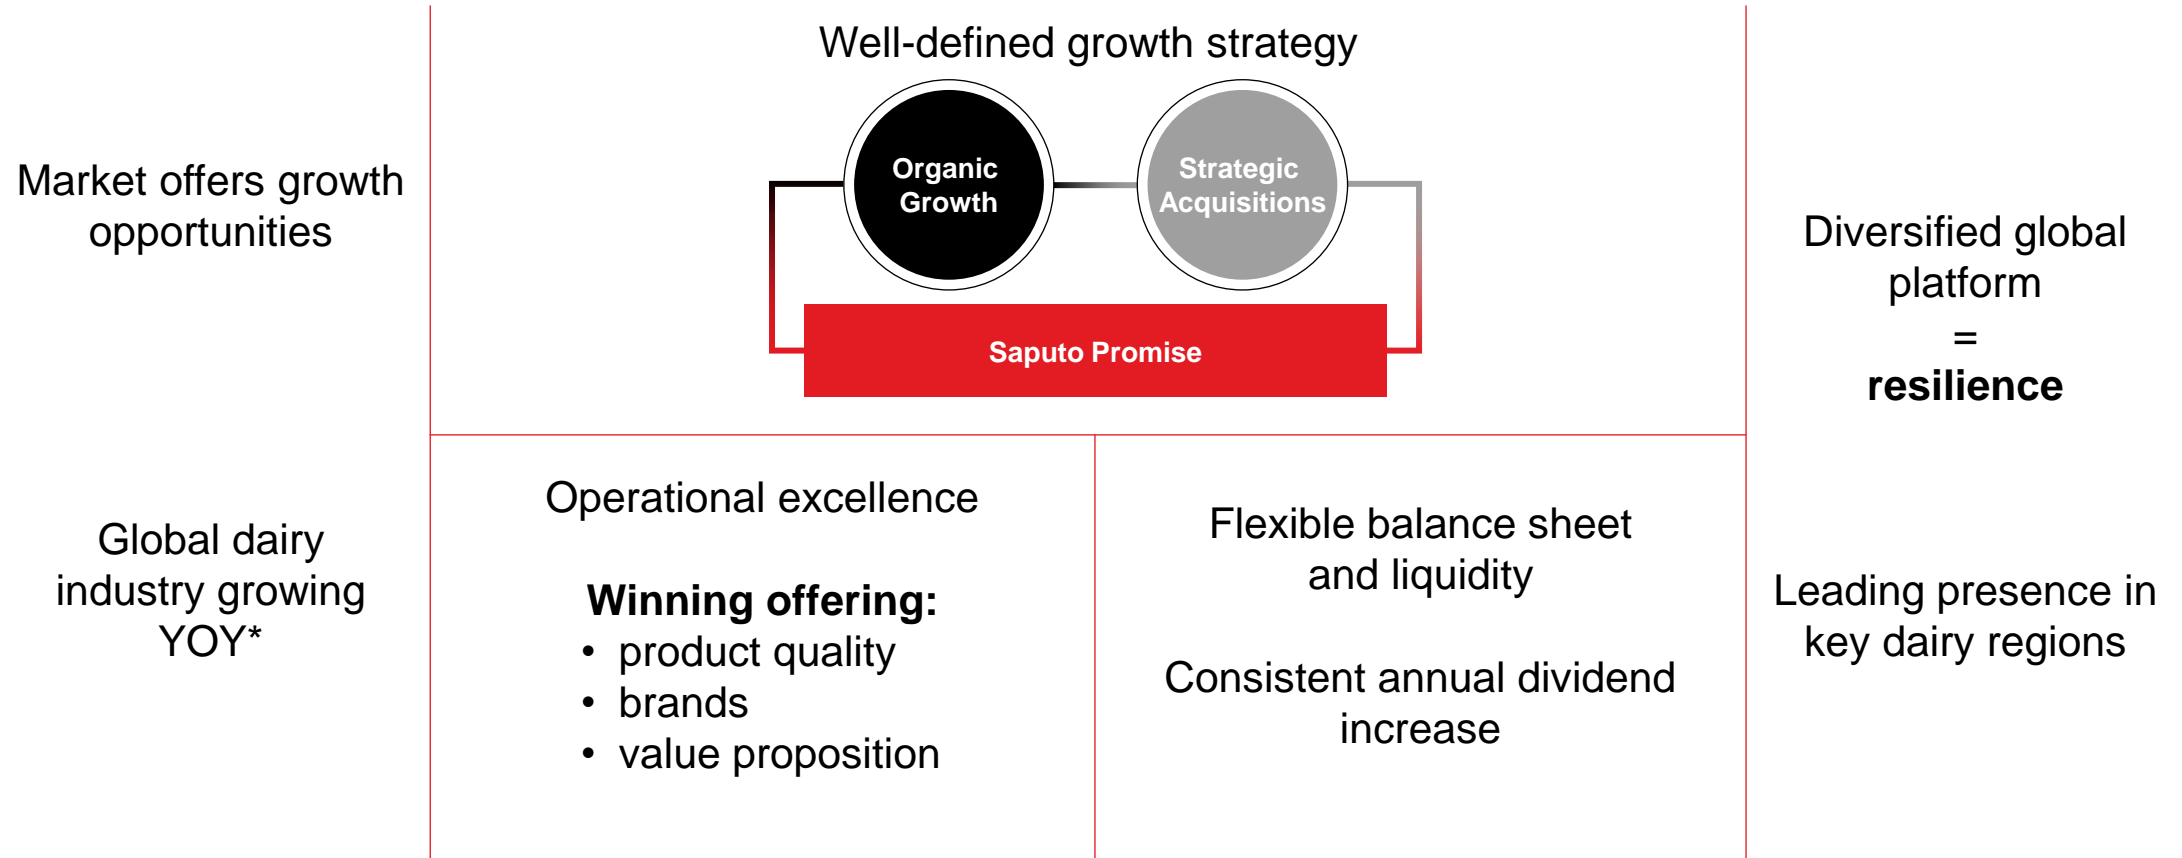 Market offers growth
opportunities
Global dairy
industry growing
YOY*
Well-defined growth strategy
Organic
Growth
Strategic
Acquisitions
Saputo Promise
Operational excellence
Winning offering:
• product quality
• brands
• value proposition
Flexible balance sheet
and liquidity
Consistent annual dividend
increase
Diversified global
platform
=
resilience
Leading presence in
key dairy regions